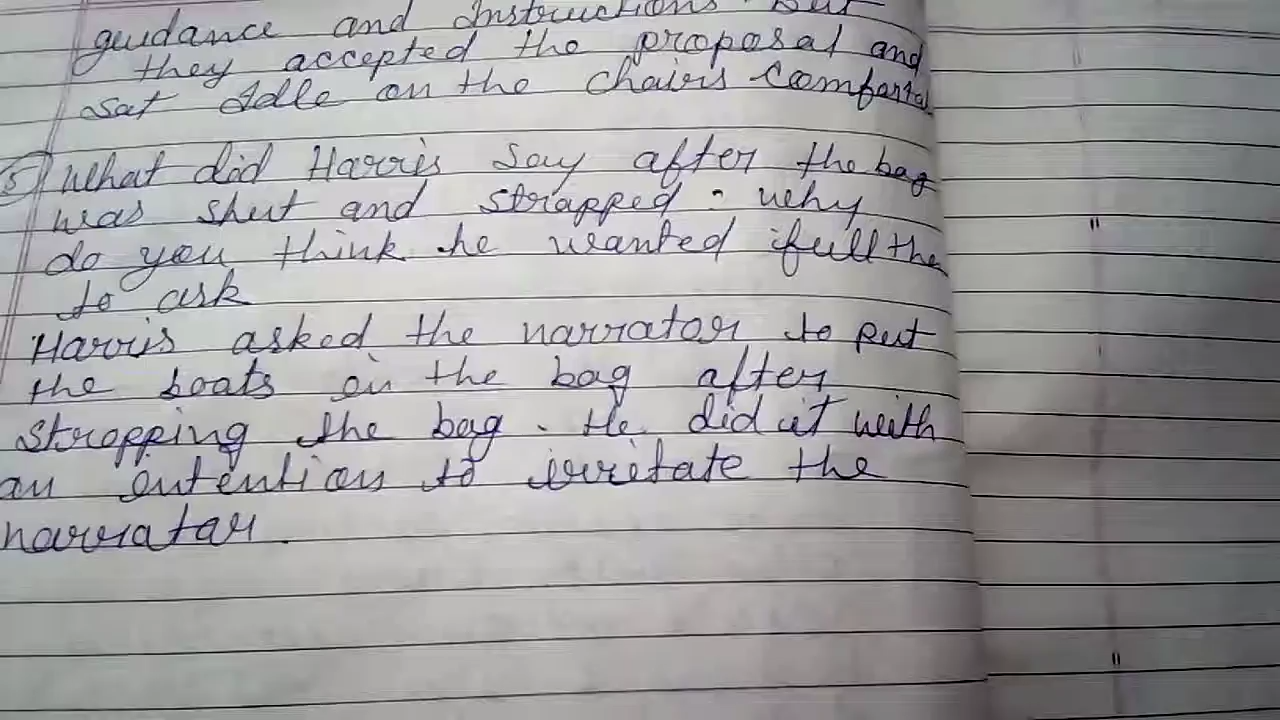 guidance and Instructions. But
they accepted the proposal and
sat Idle on the chairs Comforta
5) What did Harris Say after the bag
was shut and strapped. why
do you think he wanted till the
to ask
Harris asked the narrator to put
the boats in the bag after
Stropping the bag. He did it with
an intention to irritate the
narrator.
"
"
"